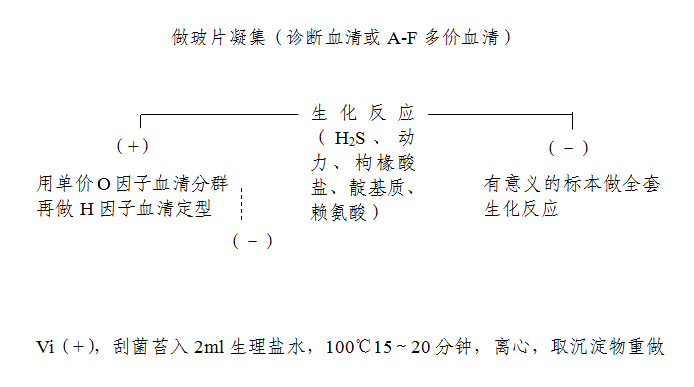 做玻片凝集（诊断血清或 A-F 多价血清）
生化反应
（H2S、动
力、枸橼酸
盐、靛基质、
赖氨酸）
（+）
（－）
用单价 O 因子血清分群
再做 H 因子血清定型
有意义的标本做全套
生化反应
（－）
Vi（+），刮菌苔入 2ml 生理盐水，100℃15～20 分钟，离心，取沉淀物重做